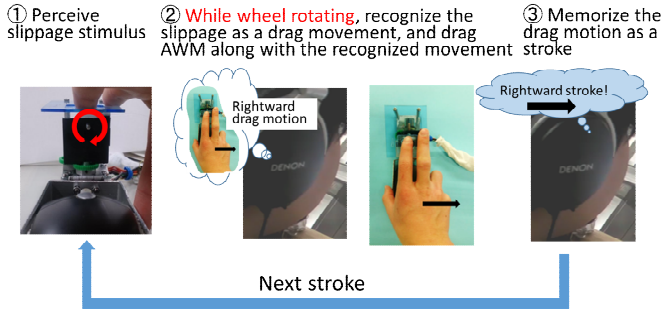 ① Perceive
slippage stimulus
② While wheel rotating, recognize the
slippage as a drag movement, and drag
AWM along with the recognized movement
③ Memorize the
drag motion as a
stroke
Rightward
drag motion
DENON
Rightward stroke!
DENON
Next stroke